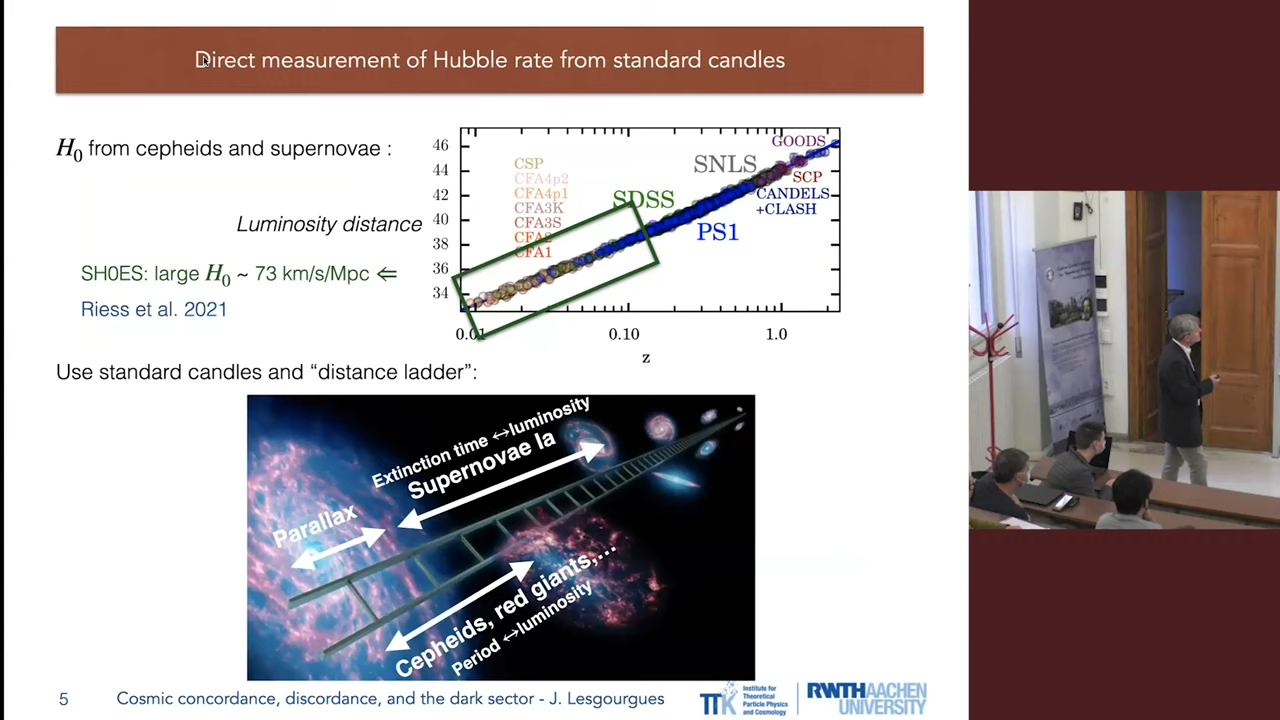 Direct measurement of Hubble rate from standard candles
H₀ from cepheids and supernovae :
Luminosity distance
SH0ES: large H₀ ~ 73 km/s/Mpc ⇐
Riess et al. 2021
46
44
42
40
38
36
34
CSP
CFA4p2
CFA4p1
CFA3K
CFA3S
CFA2
CFA1
SDSS
SNLS
PS1
GOODS
SCP
CANDELS
+CLASH
0.01
0.10
1.0
z
Use standard candles and “distance ladder”:
Extinction time ↔luminosity
Supernovae Ia
Parallax
Cepheids, red giants,…
Period ↔luminosity
5
Cosmic concordance, discordance, and the dark sector - J. Lesgourgues
TTK
Institute for
Theoretical
Particle Physics
and Cosmology
RWTHAACHEN
UNIVERSITY